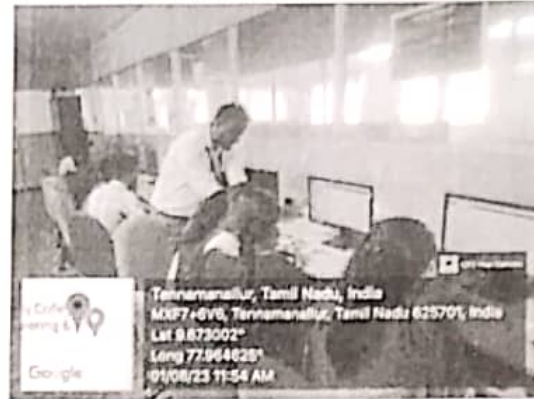 Tennamanallur, Tamil Nadu, India
MXF7+6V6, Tennamanallur, Tamil Nadu 625701, India
Lat 9.673002°
Long 77.964625°
01/08/23 11:54 AM
Google